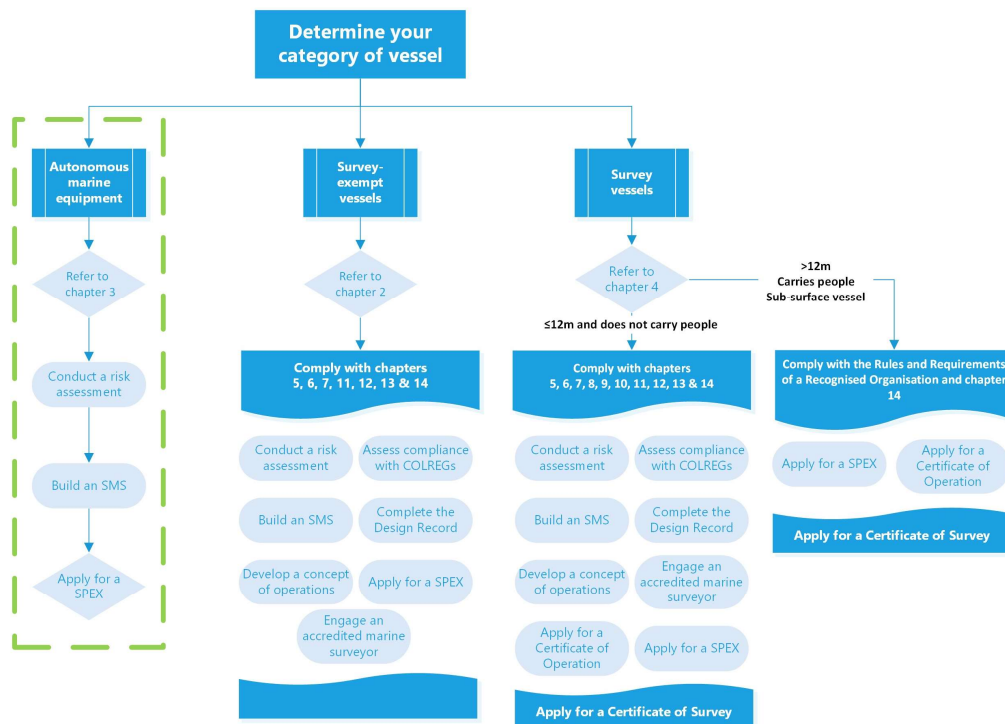 Determine your
category of vessel
Autonomous
marine
equipment
Refer to
chapter 3
Conduct a risk
assessment
Build an SMS
Apply for a
SPEX
Survey-
exempt
vessels
Refer to
chapter 2
Comply with chapters
5, 6, 7, 11, 12, 13 & 14
Conduct a risk
assessment
Assess compliance
with COLREGs
Build an SMS
Complete the
Design Record
Develop a concept
of operations
Apply for a SPEX
Engage an
accredited marine
surveyor
Survey
vessels
Refer to
chapter 4
≤12m and does not carry people
Comply with chapters
5, 6, 7, 8, 9, 10, 11, 12, 13 & 14
Conduct a risk
assessment
Assess compliance
with COLREGs
Build an SMS
Complete the
Design Record
Develop a concept
of operations
Engage an
accredited marine
surveyor
Apply for a
Certificate of
Operation
Apply for a SPEX
Apply for a Certificate of Survey
>12m
Carries people
Sub-surface vessel
Comply with the Rules and Requirements
of a Recognised Organisation and chapter
14
Apply for a SPEX
Apply for a
Certificate of
Operation
Apply for a Certificate of Survey